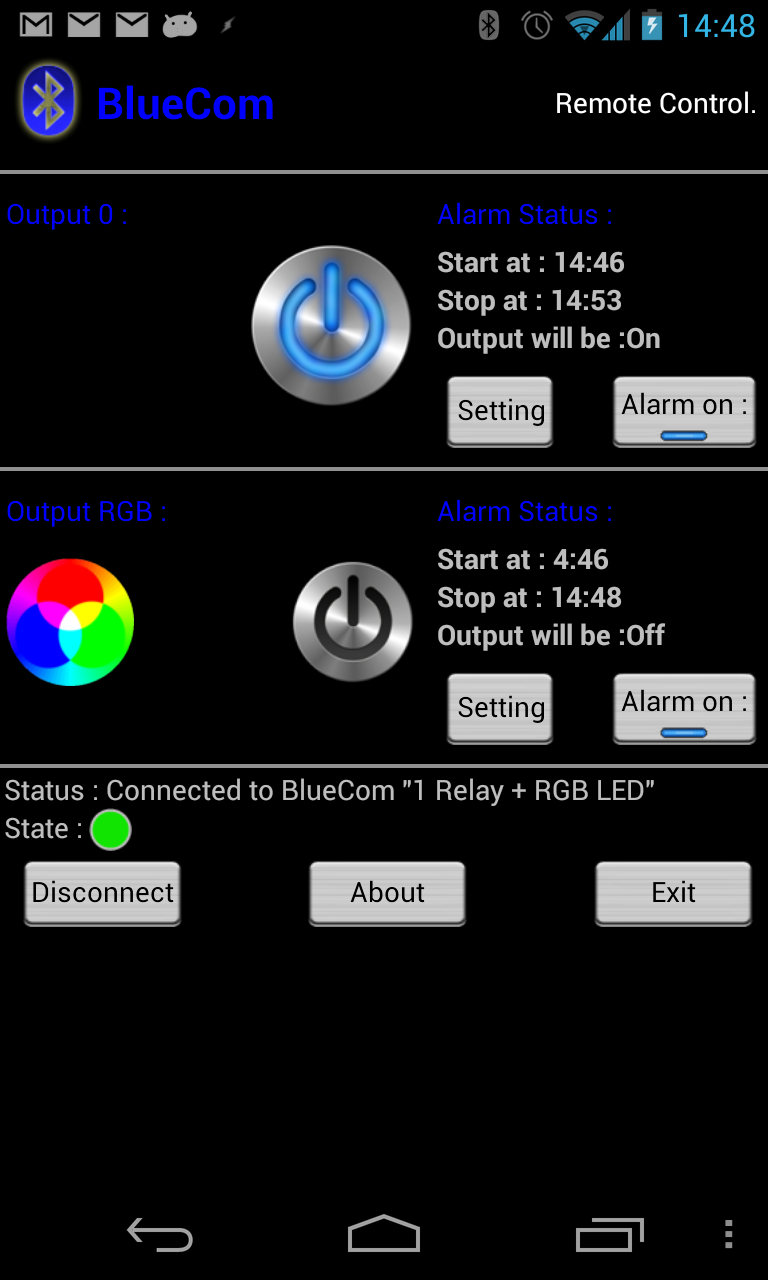 14:48
BlueCom
Remote Control.
Output 0 :
Alarm Status :
Start at : 14:46
Stop at : 14:53
Output will be :On
Setting
Alarm on :
Output RGB :
Alarm Status :
Start at : 4:46
Stop at : 14:48
Output will be :Off
Setting
Alarm on :
Status : Connected to BlueCom "1 Relay + RGB LED"
State :
Disconnect
About
Exit